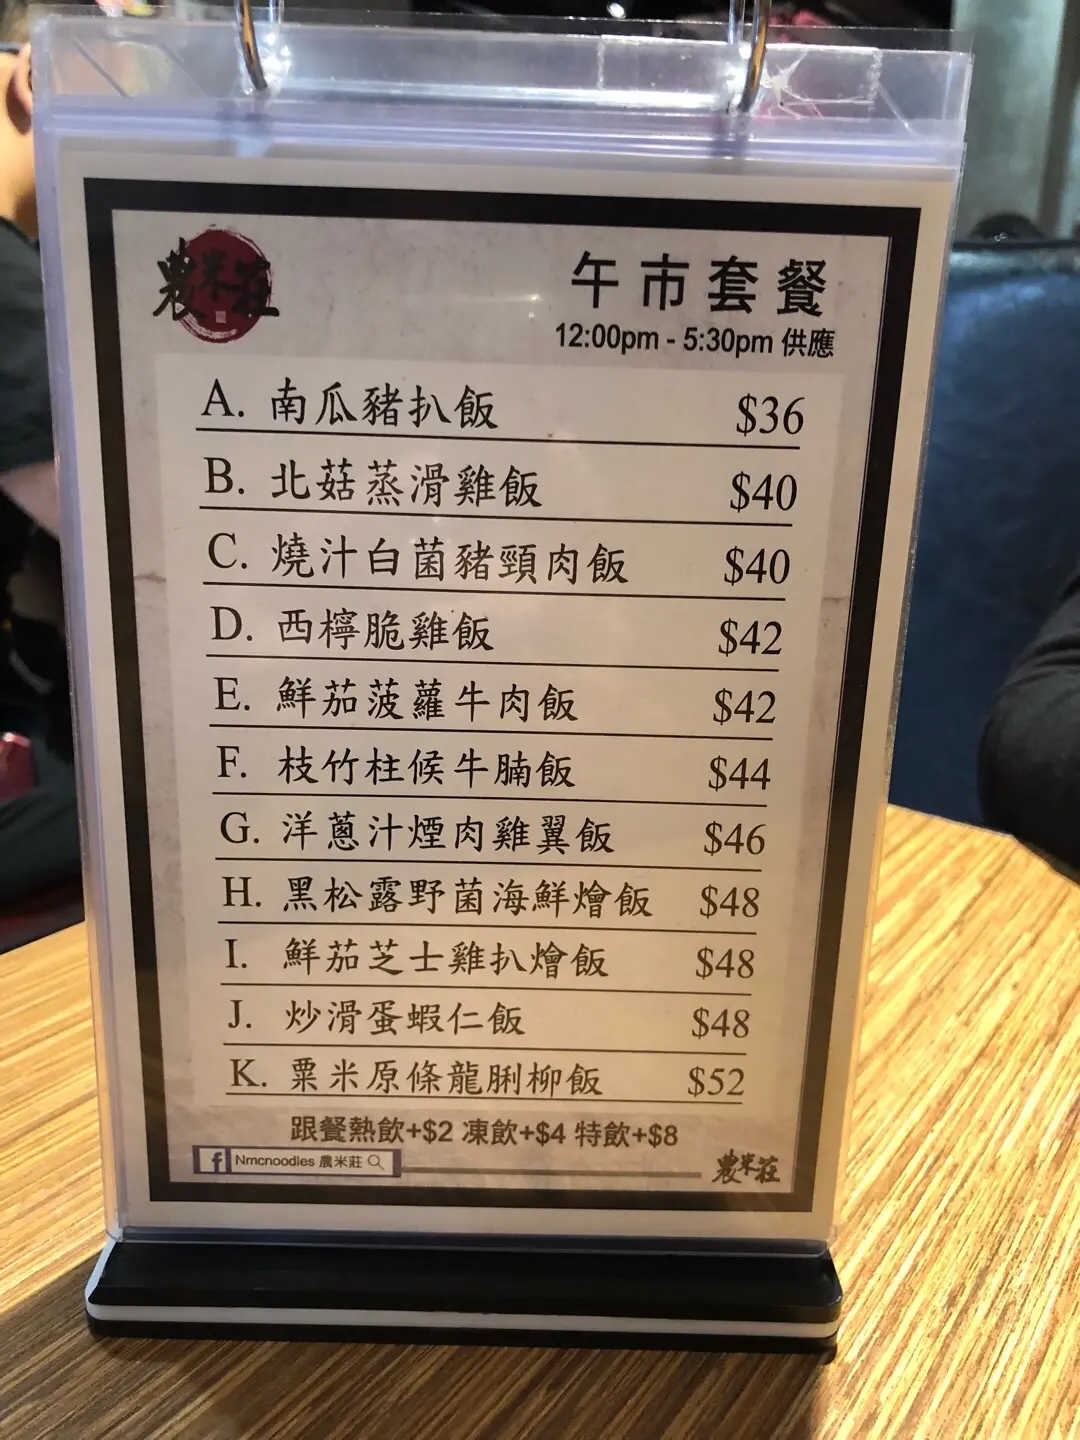 農米莊
午市套餐
12:00pm - 5:30pm 供應
A. 南瓜豬扒飯 $36
B. 北菇蒸滑雞飯 $40
C. 燒汁白菌豬頸肉飯 $40
D. 西檸脆雞飯 $42
E. 鮮茄菠蘿牛肉飯 $42
F. 枝竹柱候牛腩飯 $44
G. 洋蔥汁煙肉雞翼飯 $46
H. 黑松露野菌海鮮燴飯 $48
I. 鮮茄芝士雞扒燴飯 $48
J. 炒滑蛋蝦仁飯 $48
K. 粟米原條龍脷柳飯 $52
跟餐熱飲+$2 凍飲+$4 特飲+$8
f Nmcnoodles 農米莊
農米莊